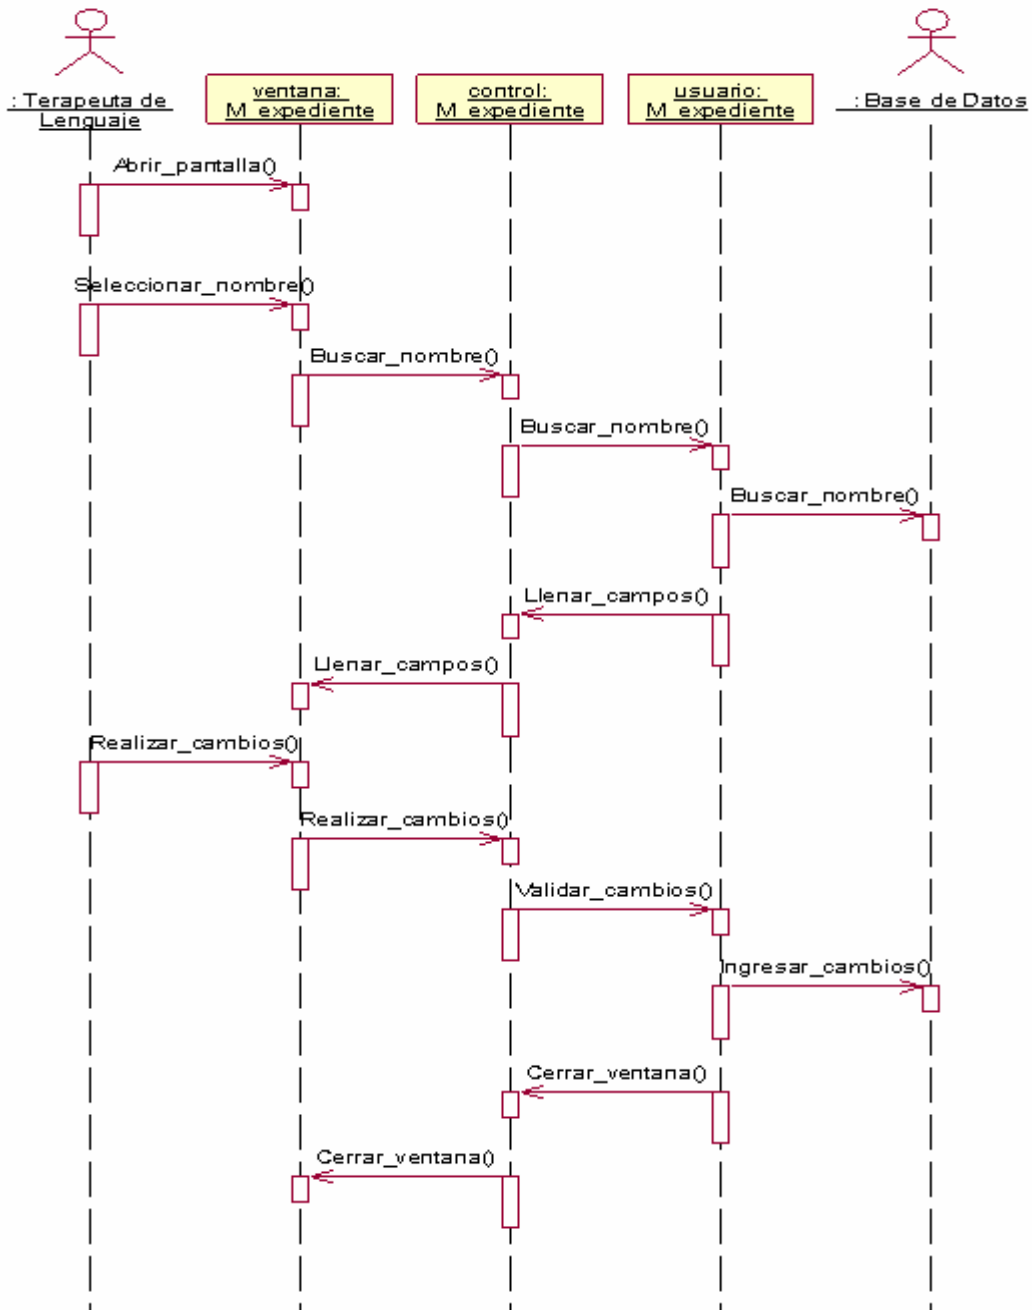 : Terapeuta de
Lenguaje
ventana:
M_expediente
control:
M_expediente
usuario:
M_expediente
: Base de Datos
Abrir_pantalla()
Seleccionar_nombre()
Buscar_nombre()
Buscar_nombre()
Buscar_nombre()
Llenar_campos()
Llenar_campos()
Realizar_cambios()
Realizar_cambios()
Validar_cambios()
Ingresar_cambios()
Cerrar_ventana()
Cerrar_ventana()